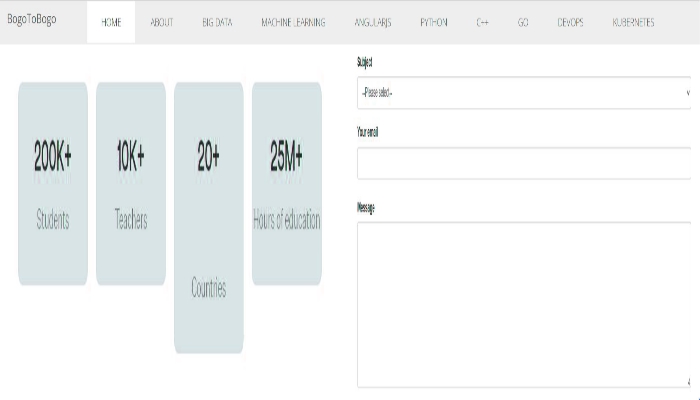 BogoToBogo
HOME
ABOUT
BIG DATA
MACHINE LEARNING
ANGULARJS
PYTHON
C++
GO
DEVOPS
KUBERNETES
200K+
Students
10K+
Teachers
20+
Countries
25M+
Hours of education
Subject
--Please select--
Your email
Message